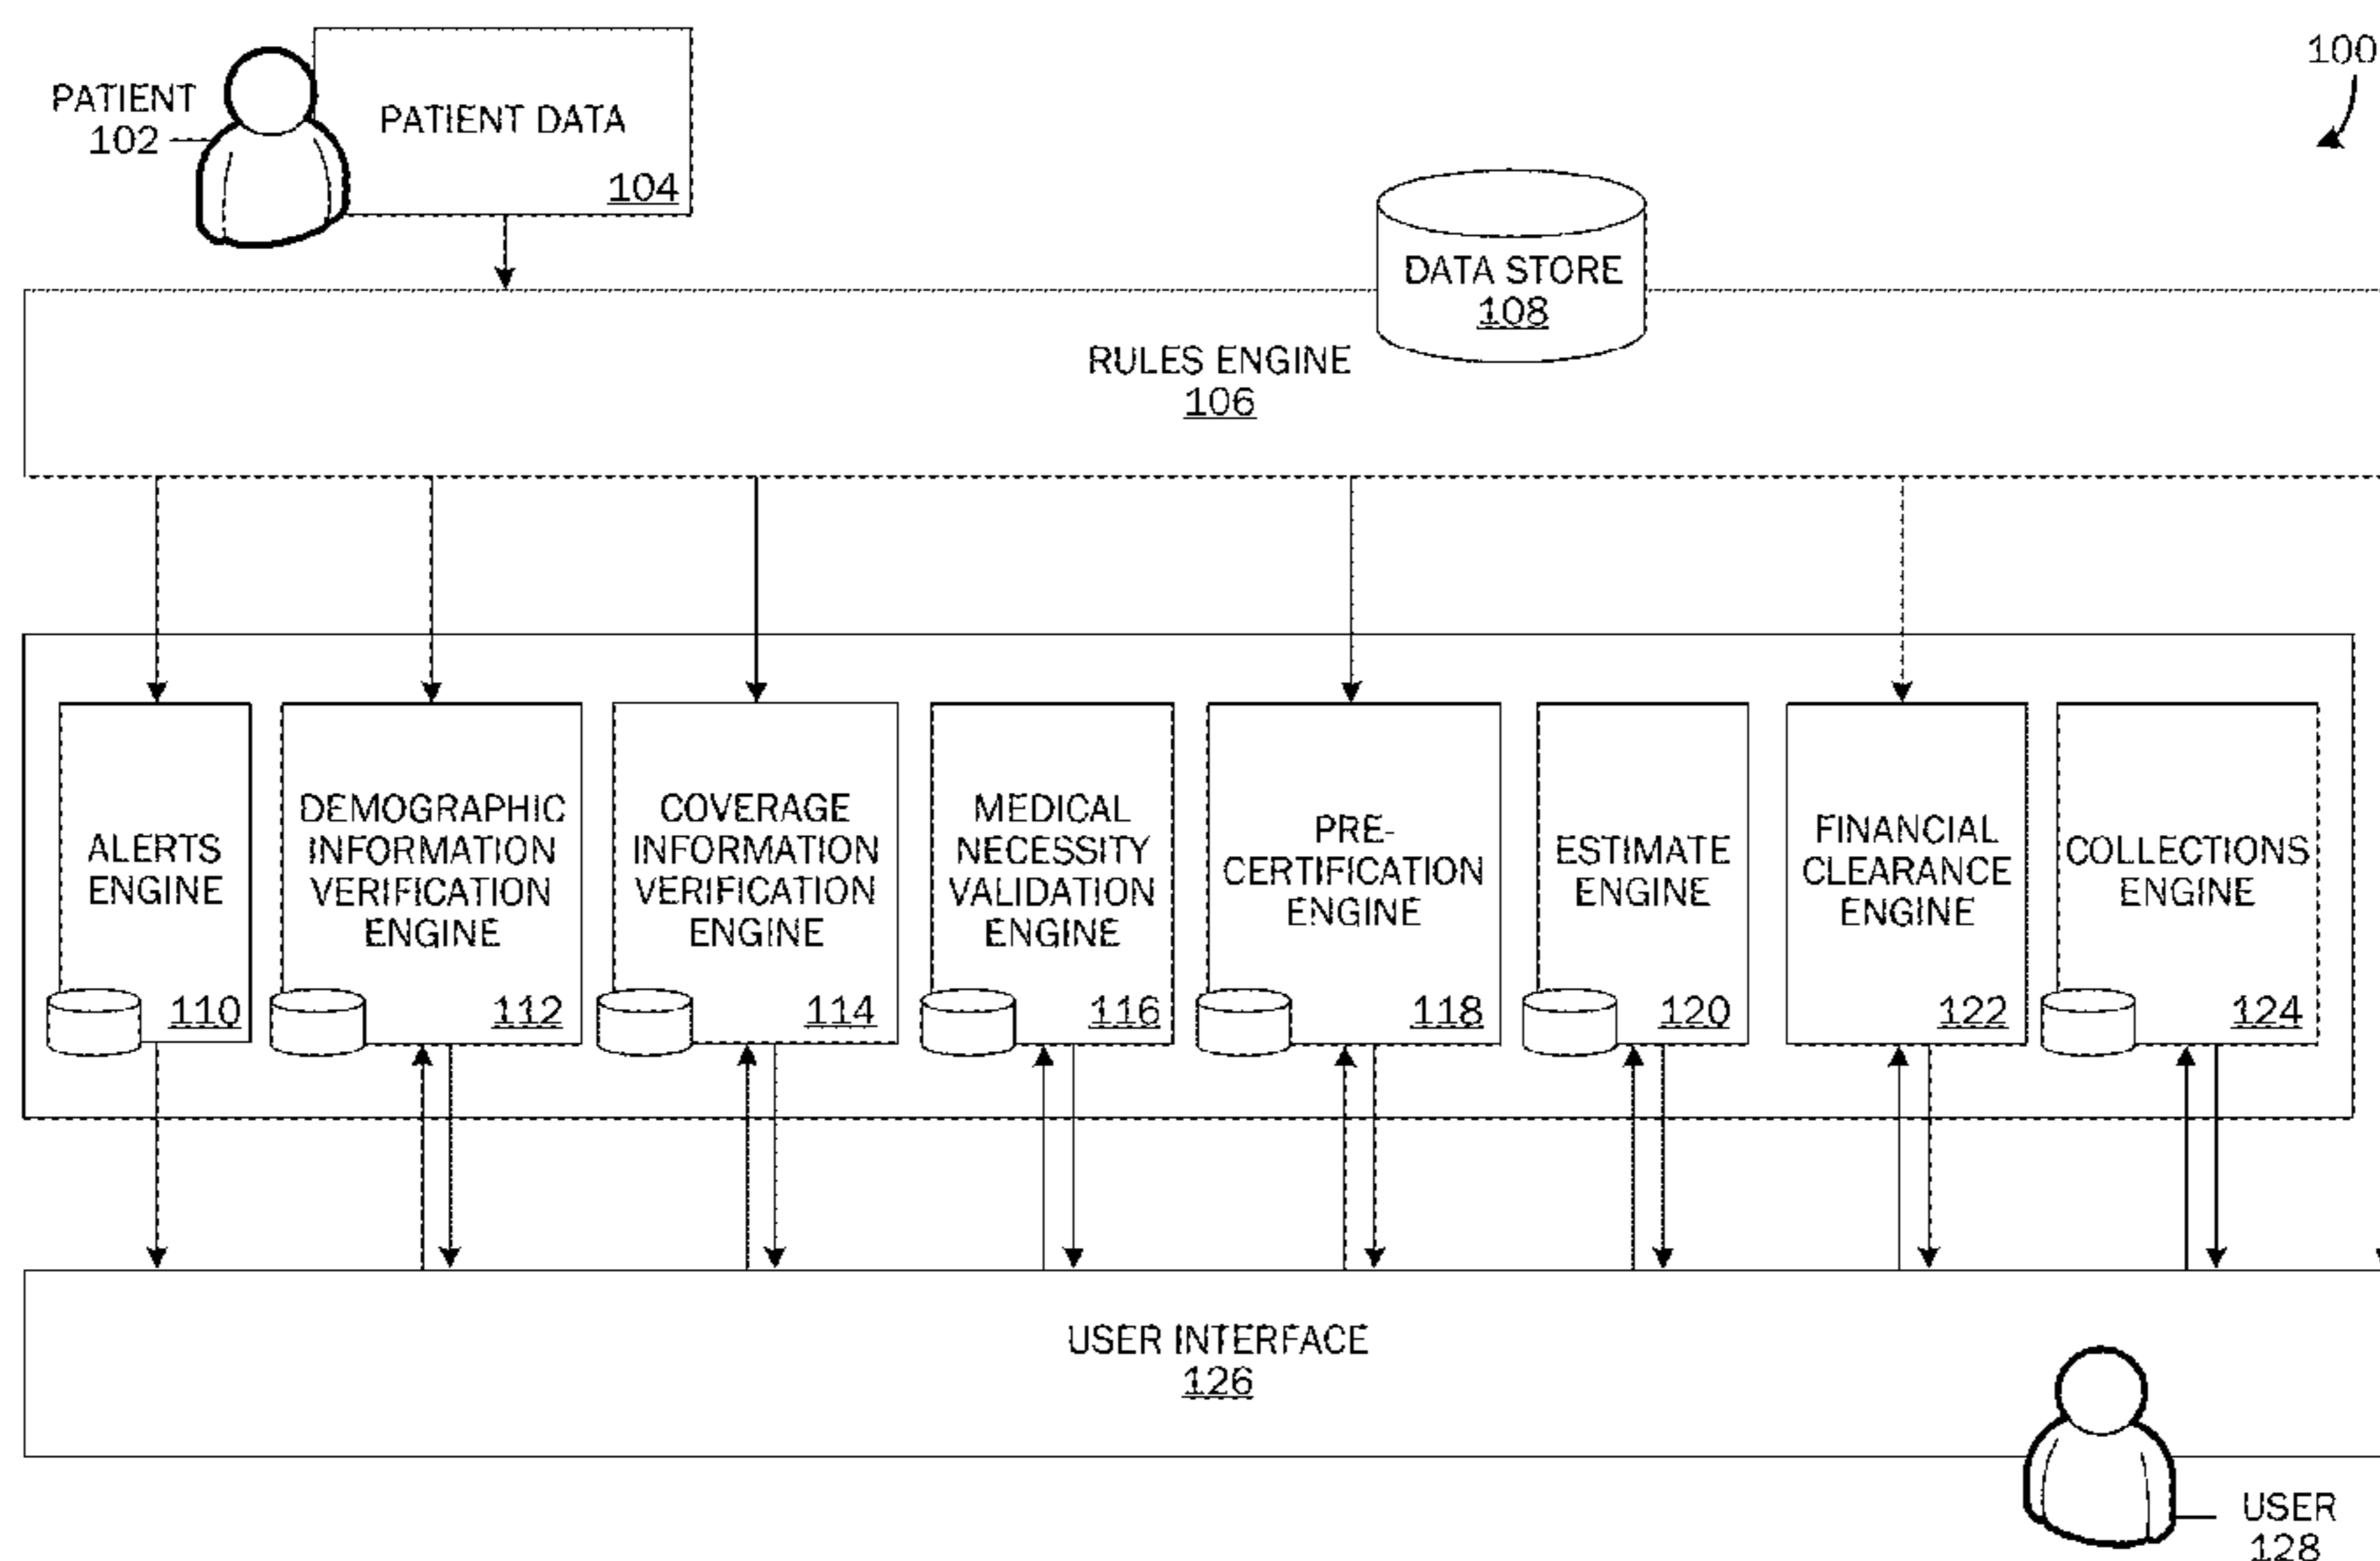 100
PATIENT
102
PATIENT DATA
104
DATA STORE
108
RULES ENGINE
106
ALERTS
ENGINE
110
DEMOGRAPHIC
INFORMATION
VERIFICATION
ENGINE
112
COVERAGE
INFORMATION
VERIFICATION
ENGINE
114
MEDICAL
NECESSITY
VALIDATION
ENGINE
116
PRE-
CERTIFICATION
ENGINE
118
ESTIMATE
ENGINE
120
FINANCIAL
CLEARANCE
ENGINE
122
COLLECTIONS
ENGINE
124
USER INTERFACE
126
USER
128